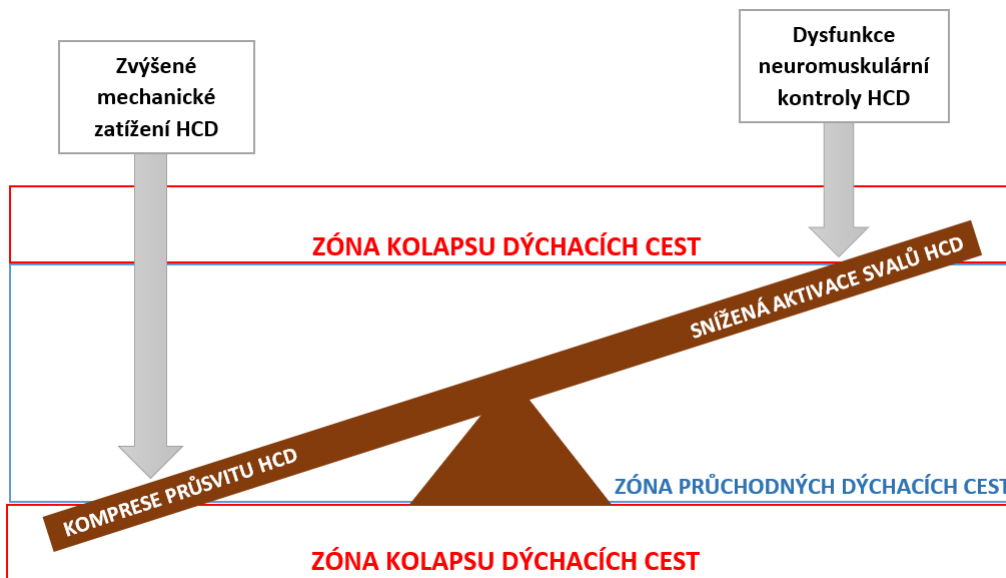 Zvýšené
mechanické
zatížení HCD
Dysfunkce
neuromuskulární
kontroly HCD
ZÓNA KOLAPSU DÝCHACÍCH CEST
SNÍŽENÁ AKTIVACE SVALŮ HCD
KOMPRESE PRŮSVITU HCD
ZÓNA PRŮCHODNÝCH DÝCHACÍCH CEST
ZÓNA KOLAPSU DÝCHACÍCH CEST